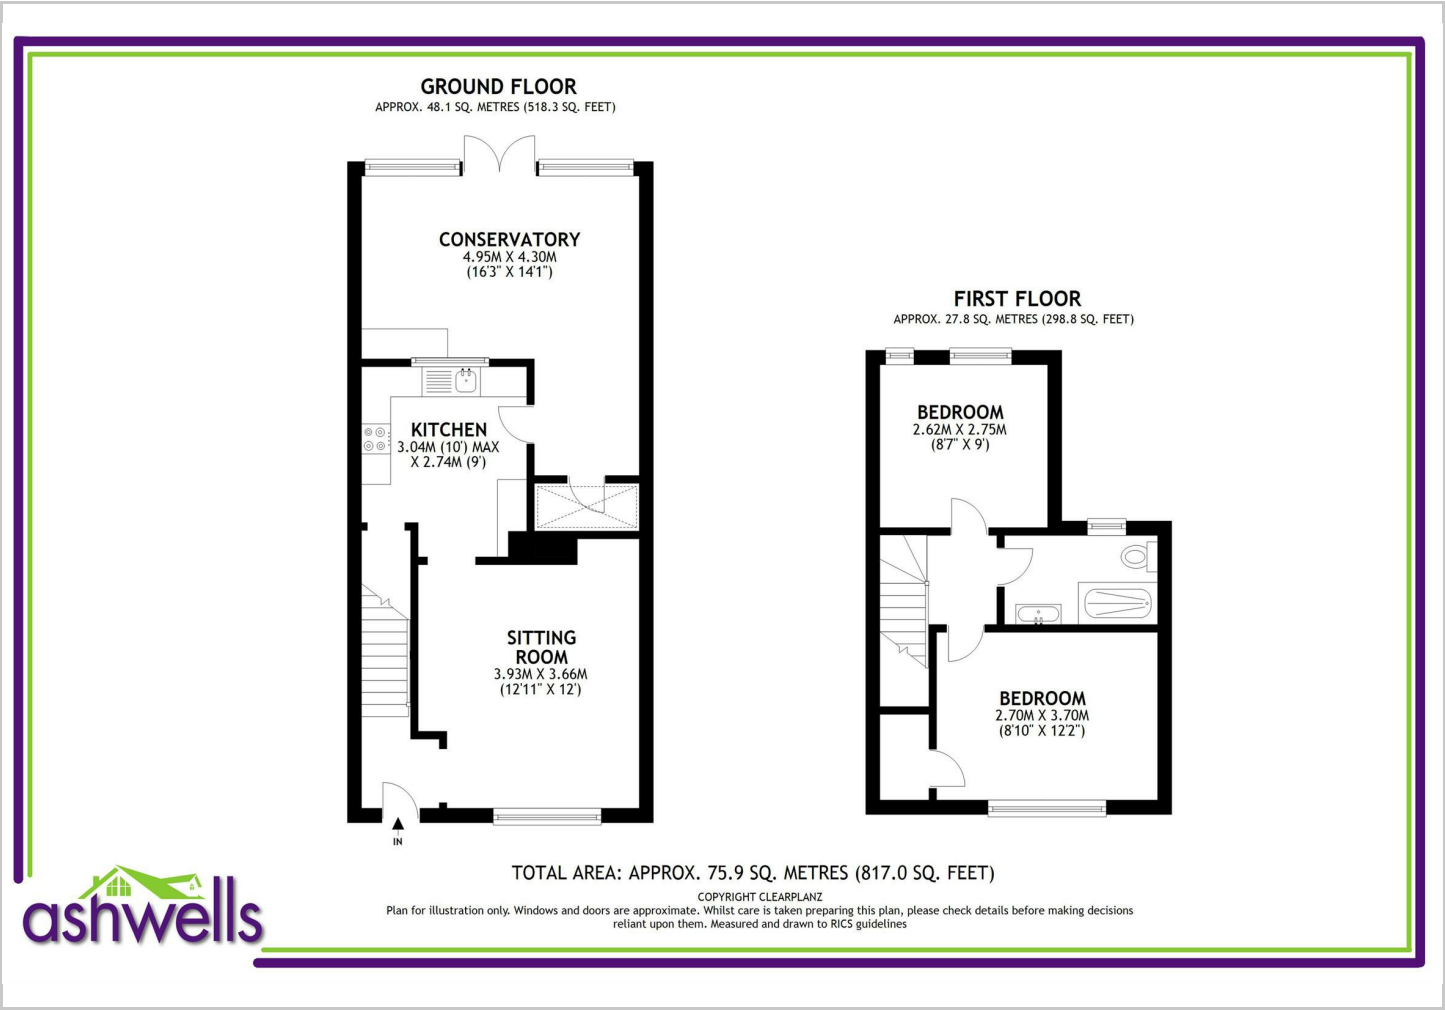 GROUND FLOOR
APPROX. 48.1 SQ. METRES (518.3 SQ. FEET)
CONSERVATORY
4.95M X 4.30M
(16'3" X 14'1")
KITCHEN
3.04M (10') MAX
X 2.74M (9')
SITTING
ROOM
3.93M X 3.66M
(12'11" X 12')
IN
FIRST FLOOR
APPROX. 27.8 SQ. METRES (298.8 SQ. FEET)
BEDROOM
2.62M X 2.75M
(8'7" X 9')
BEDROOM
2.70M X 3.70M
(8'10" X 12'2")
TOTAL AREA: APPROX. 75.9 SQ. METRES (817.0 SQ. FEET)
COPYRIGHT CLEARPLANZ
Plan for illustration only. Windows and doors are approximate. Whilst care is taken preparing this plan, please check details before making decisions
reliant upon them. Measured and drawn to RICS guidelines
ashwells